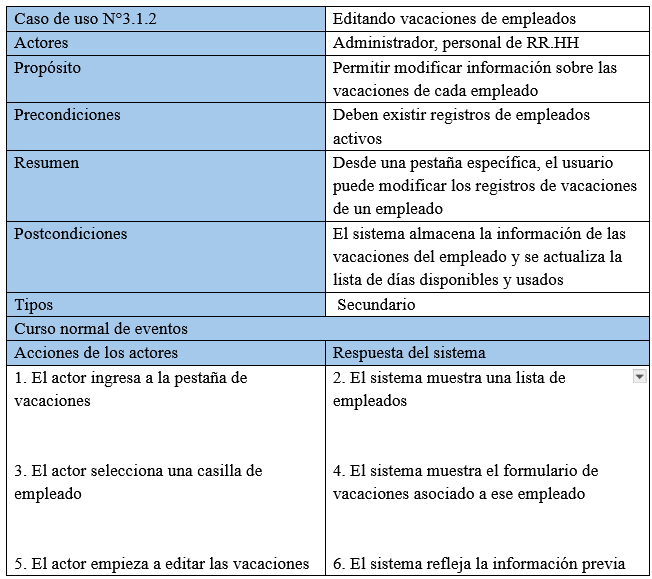 Caso de uso N°3.1.2
Editando vacaciones de empleados
Actores
Administrador, personal de RR.HH
Propósito
Permitir modificar información sobre las
vacaciones de cada empleado
Precondiciones
Deben existir registros de empleados
activos
Resumen
Desde una pestaña específica, el usuario
puede modificar los registros de vacaciones
de un empleado
Postcondiciones
El sistema almacena la información de las
vacaciones del empleado y se actualiza la
lista de días disponibles y usados
Tipos
Secundario
Curso normal de eventos
Acciones de los actores
Respuesta del sistema
1. El actor ingresa a la pestaña de
vacaciones
2. El sistema muestra una lista de
empleados
3. El actor selecciona una casilla de
empleado
4. El sistema muestra el formulario de
vacaciones asociado a ese empleado
5. El actor empieza a editar las vacaciones
6. El sistema refleja la información previa